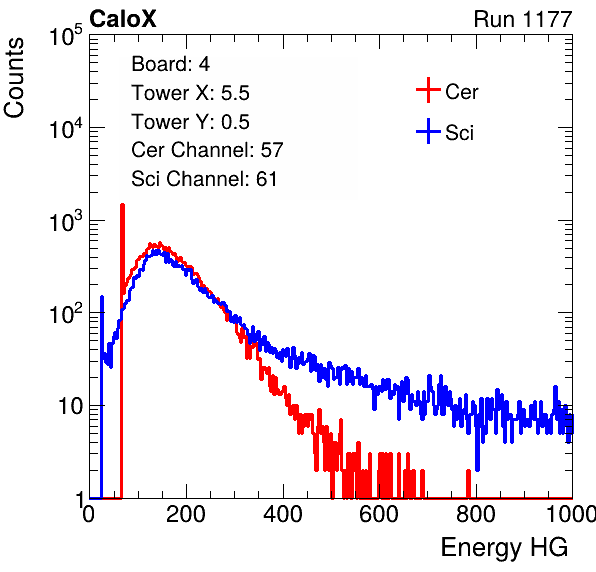 CaloX Run 1177
Counts
10^5
10^4
10^3
10^2
10
1
Board: 4
Tower X: 5.5
Tower Y: 0.5
Cer Channel: 57
Sci Channel: 61
Cer
Sci
0 200 400 600 800 1000
Energy HG